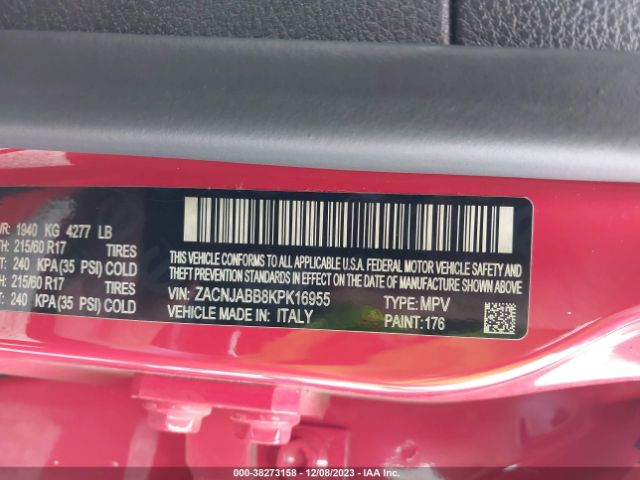 VR: 1940 KG 4277 LB
TH: 215/60 R17 TIRES
T: 240 KPA(35 PSI) COLD
TH: 215/60 R17 TIRES
T: 240 KPA(35 PSI) COLD
THIS VEHICLE CONFORMS TO ALL APPLICABLE U.S.A. FEDERAL MOTOR VEHICLE SAFETY AND
THEFT PREVENTION STANDARDS IN EFFECT ON THE DATE OF MANUFACTURE SHOWN ABOVE
VIN: ZACNJABB8KPK16955 TYPE: MPV
VEHICLE MADE IN: ITALY PAINT: 176
000-38273158 - 12/08/2023 - IAA Inc.